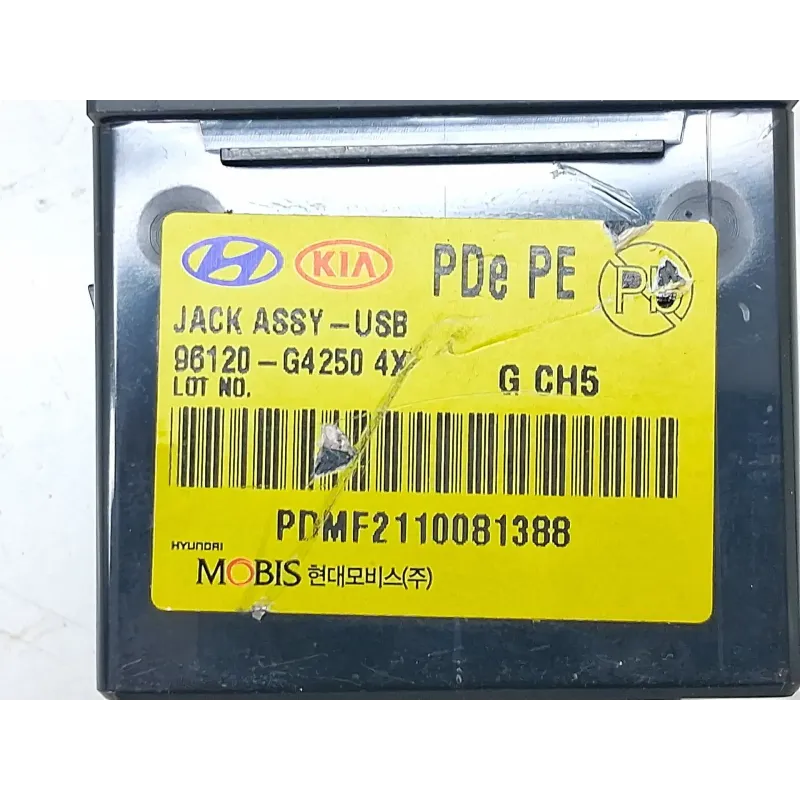 KIA PDe PE Pb
JACK ASSY-USB
96120-G4250 4X
G CH5
LOT NO.
PDMF2110081388
HYUNDAI
MOBIS 현대모비스(주)